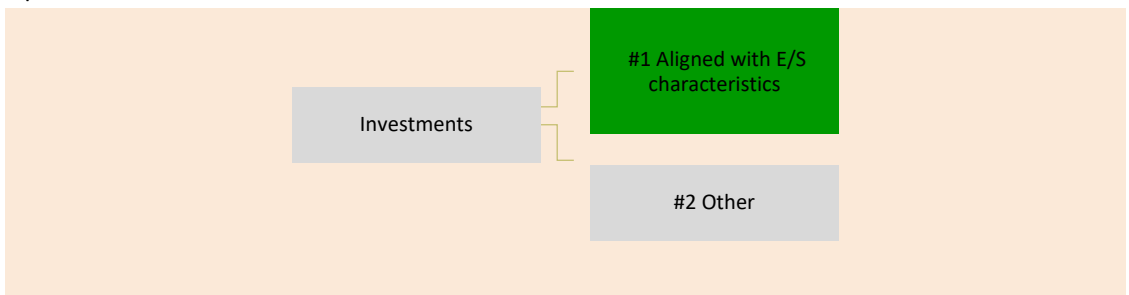 #1 Aligned with E/S
characteristics
Investments
#2 Other